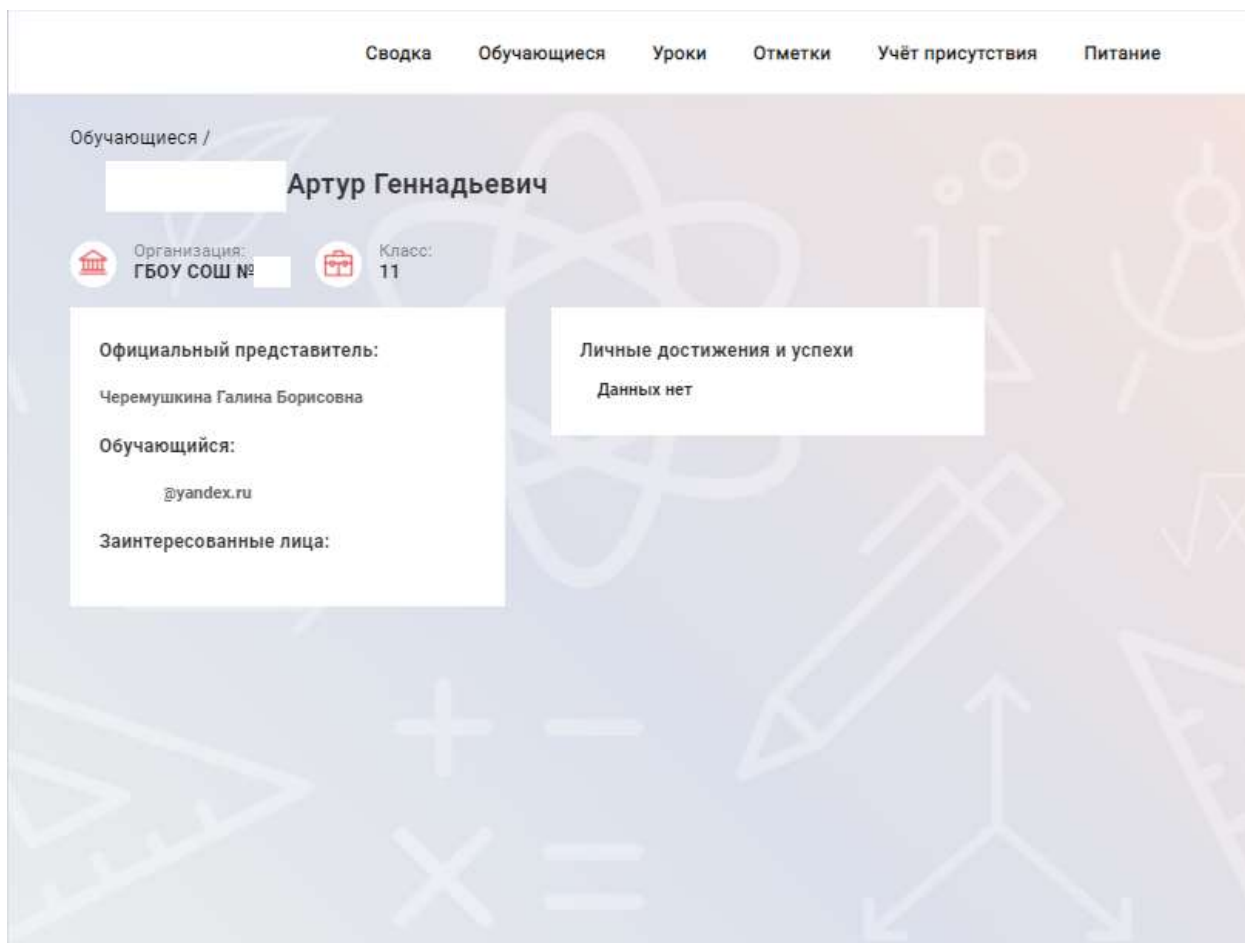 Сводка Обучающиеся Уроки Отметки Учёт присутствия Питание
Обучающиеся /
Артур Геннадьевич
Организация:
ГБОУ СОШ №
Класс:
11
Официальный представитель:
Черемушкина Галина Борисовна
Обучающийся:
@yandex.ru
Заинтересованные лица:
Личные достижения и успехи
Данных нет